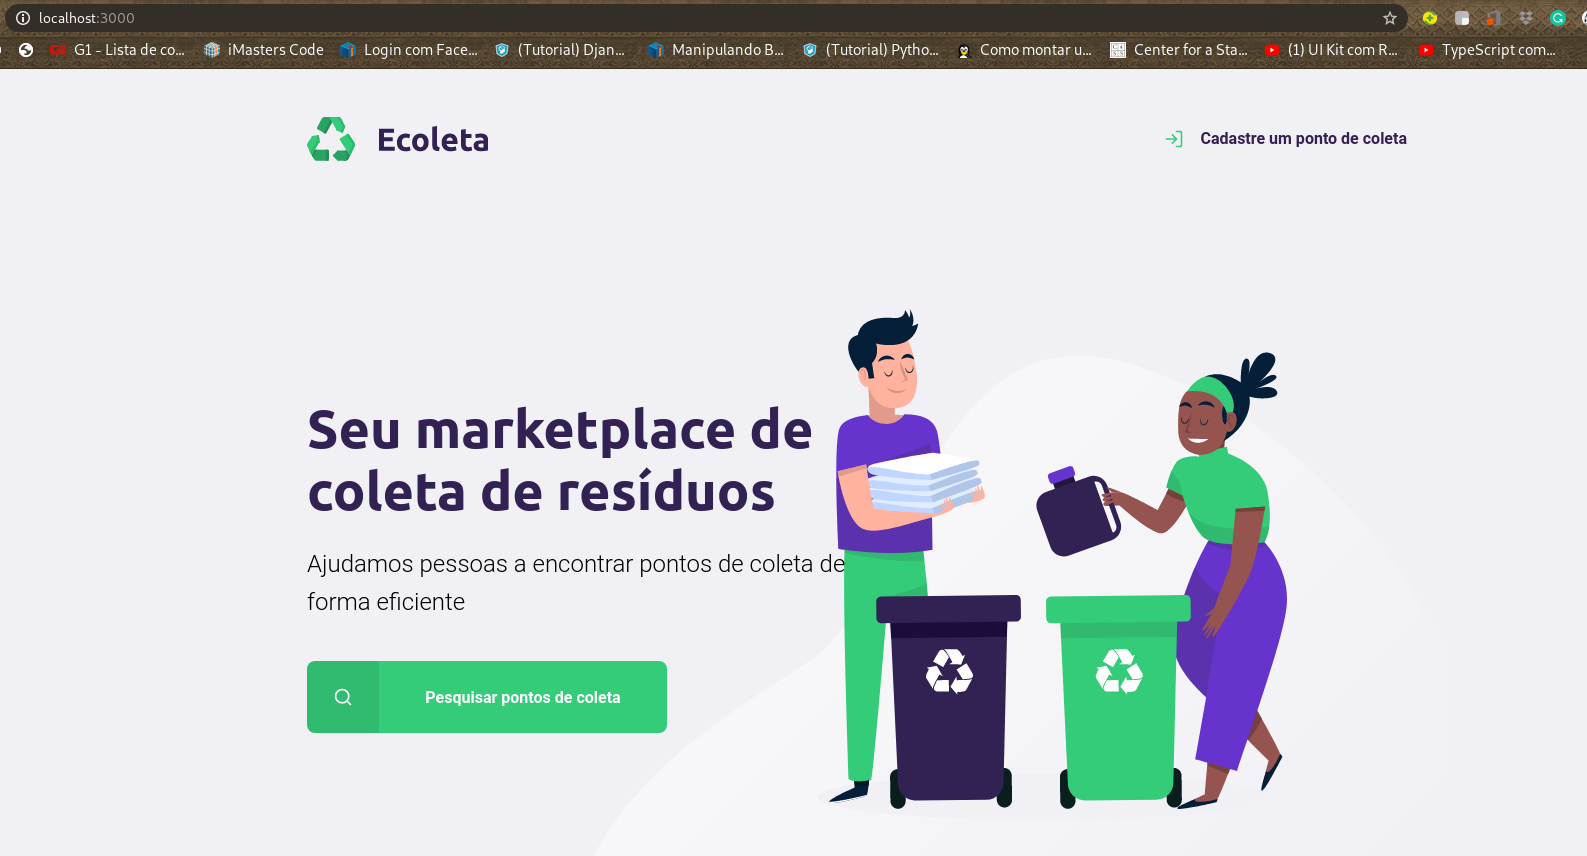 localhost:3000
G1 - Lista de co...
iMasters Code
Login com Face...
(Tutorial) Djan...
Manipulando B...
(Tutorial) Pytho...
Como montar u...
Center for a Sta...
(1) UI Kit com R...
TypeScript com...
Ecoleta
Cadastre um ponto de coleta
Seu marketplace de
coleta de resíduos
Ajudamos pessoas a encontrar pontos de coleta de
forma eficiente
Pesquisar pontos de coleta